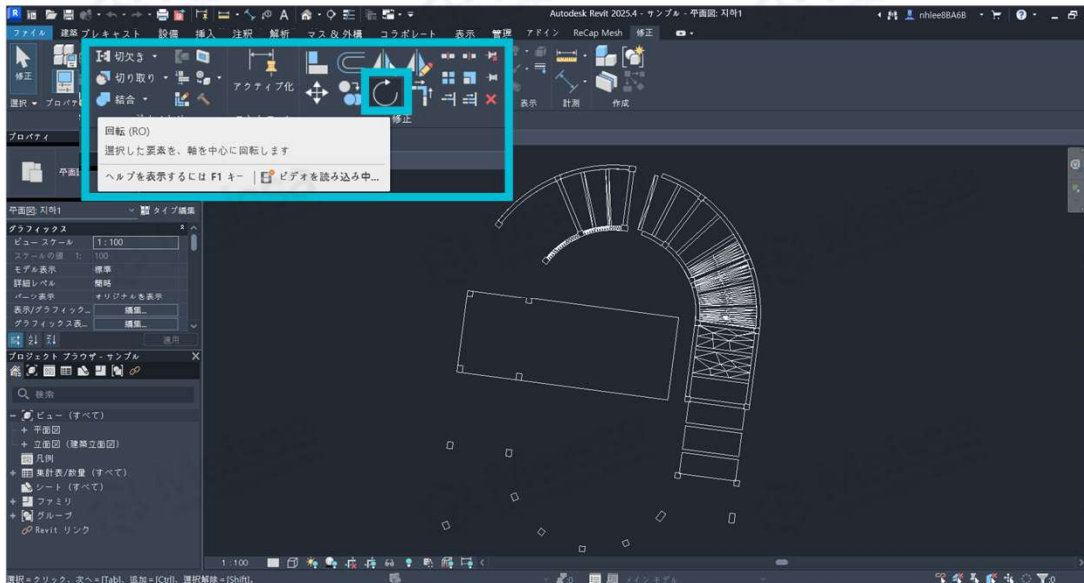 Autodesk Revit 2025.4 - サンプル - 平面図: 지하1
nhlee8BA6B
ファイル 建築 プレキャスト 設備 挿入 注釈 解析 マス & 外構 コラボレート 表示 管理 アドイン ReCap Mesh 修正
修正
切欠き
切り取り
結合
アクティブ化
選択
修正
表示
計測
作成
回転 (RO)
選択した要素を、軸を中心に回転します
ヘルプを表示するには F1 キー
ビデオを読み込み中...
プロパティ
平面図: 지하1
タイプ編集
グラフィックス
ビュー スケール 1 : 100
スケールの値 1: 100
モデル表示 標準
詳細レベル 簡略
パーツ表示 オリジナルを表示
表示/グラフィック... 編集...
グラフィックス表... 編集...
適用
プロジェクト ブラウザ - サンプル
検索
ビュー (すべて)
平面図
立面図 (建築立面図)
凡例
集計表/数量 (すべて)
シート (すべて)
ファミリ
グループ
Revit リンク
1 : 100
選択 = クリック、次へ = [Tab]、追加 = [Ctrl]、選択解除 = [Shift]。
:0
メイン モデル
:0